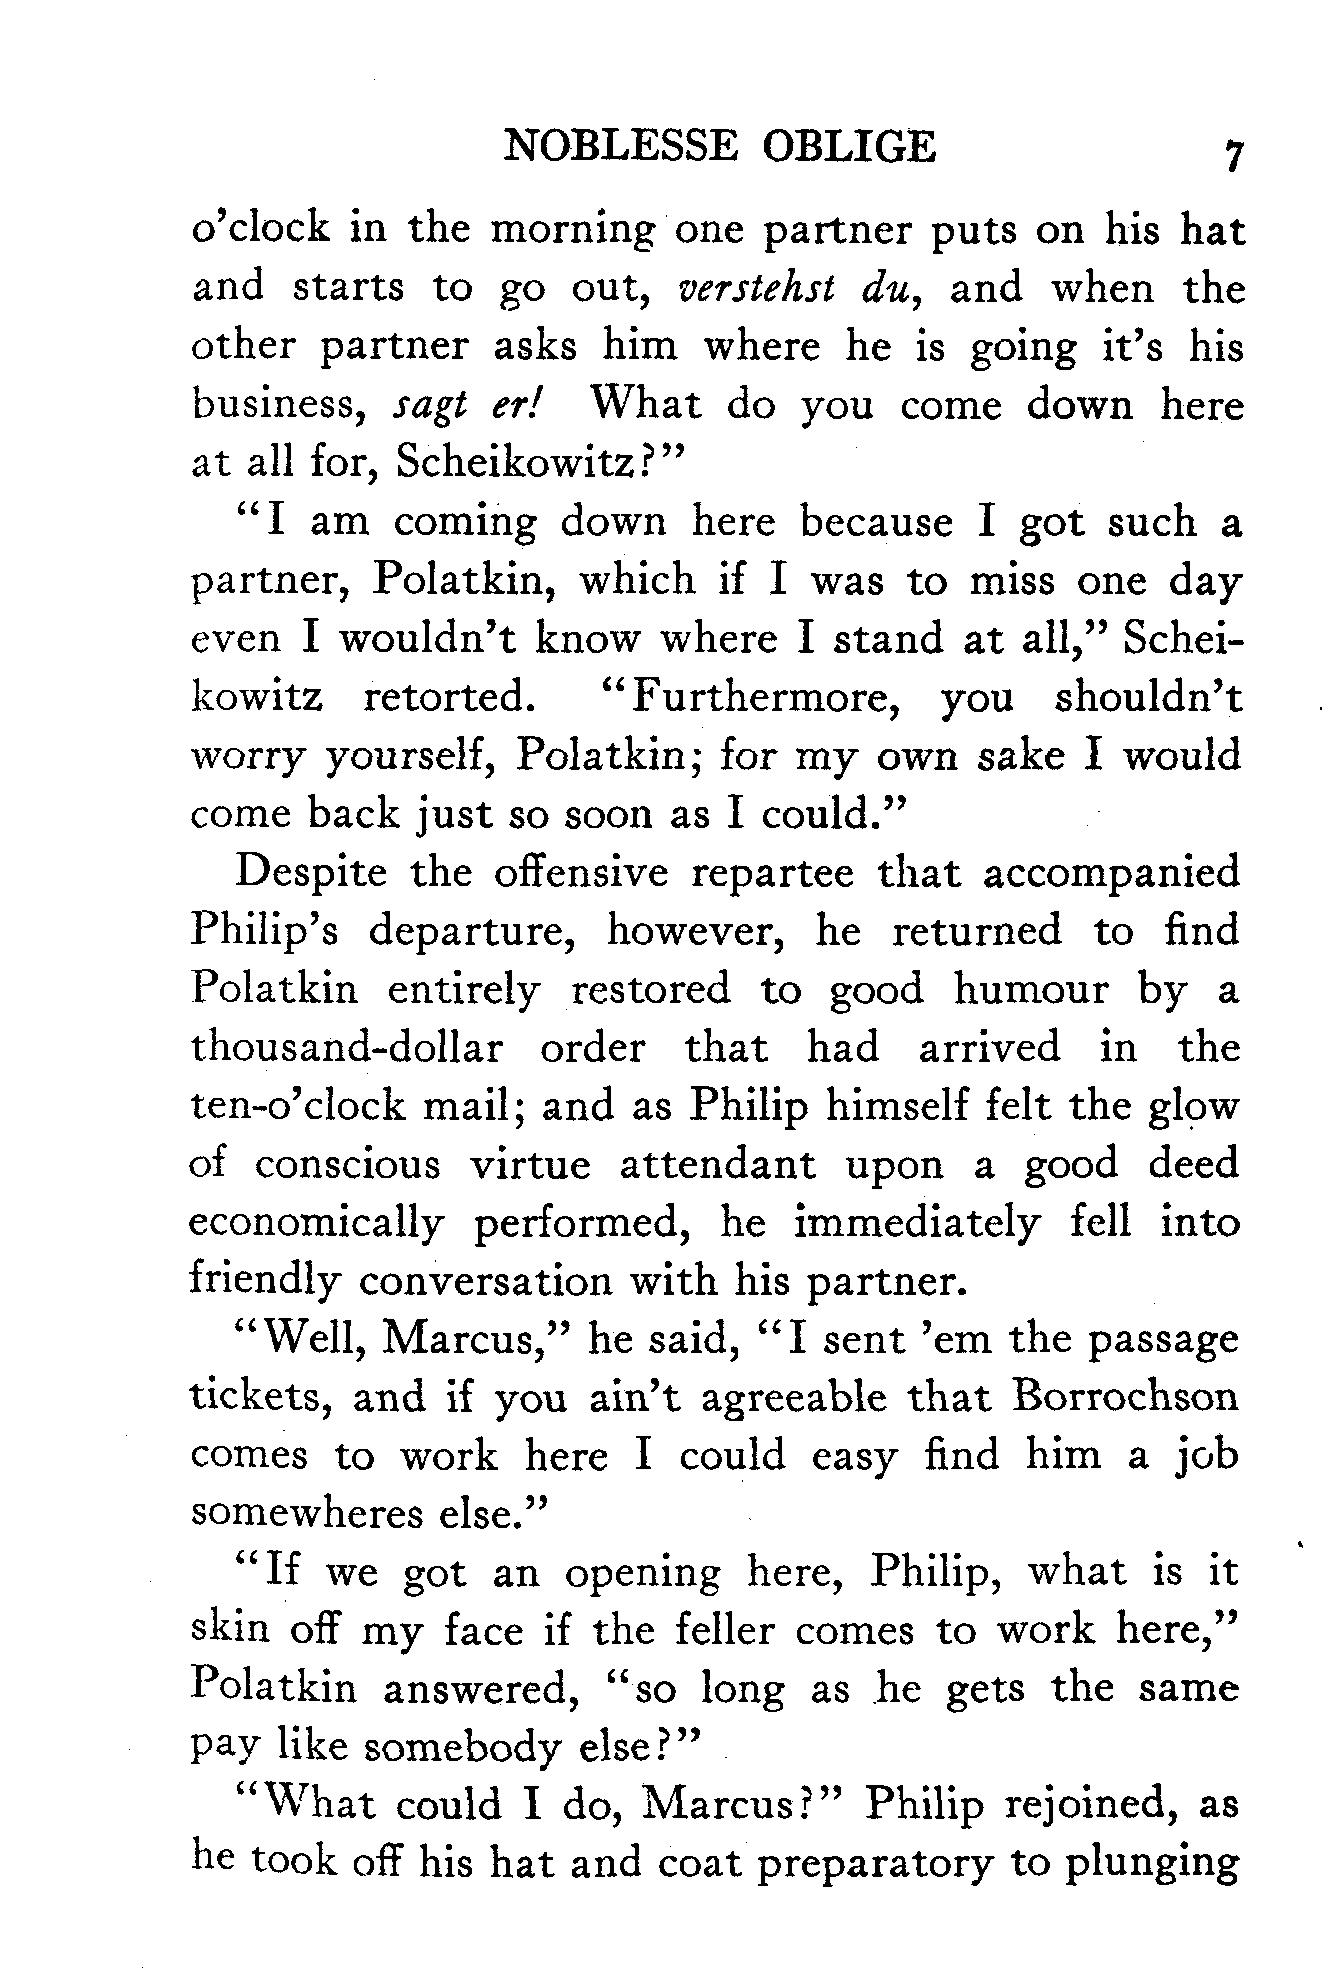 NOBLESSE OBLIGE 7
o'clock in the morning one partner puts on his hat
and starts to go out, verstehst du, and when the
other partner asks him where he is going it's his
business, sagt er! What do you come down here
at all for, Scheikowitz?"
"I am coming down here because I got such a
partner, Polatkin, which if I was to miss one day
even I wouldn't know where I stand at all," Schei-
kowitz retorted. "Furthermore, you shouldn't
worry yourself, Polatkin; for my own sake I would
come back just so soon as I could."
Despite the offensive repartee that accompanied
Philip's departure, however, he returned to find
Polatkin entirely restored to good humour by a
thousand-dollar order that had arrived in the
ten-o'clock mail; and as Philip himself felt the glow
of conscious virtue attendant upon a good deed
economically performed, he immediately fell into
friendly conversation with his partner.
"Well, Marcus," he said, "I sent 'em the passage
tickets, and if you ain't agreeable that Borrochson
comes to work here I could easy find him a job
somewheres else."
"If we got an opening here, Philip, what is it
skin off my face if the feller comes to work here,"
Polatkin answered, "so long as he gets the same
pay like somebody else?"
"What could I do, Marcus?" Philip rejoined, as
he took off his hat and coat preparatory to plunging